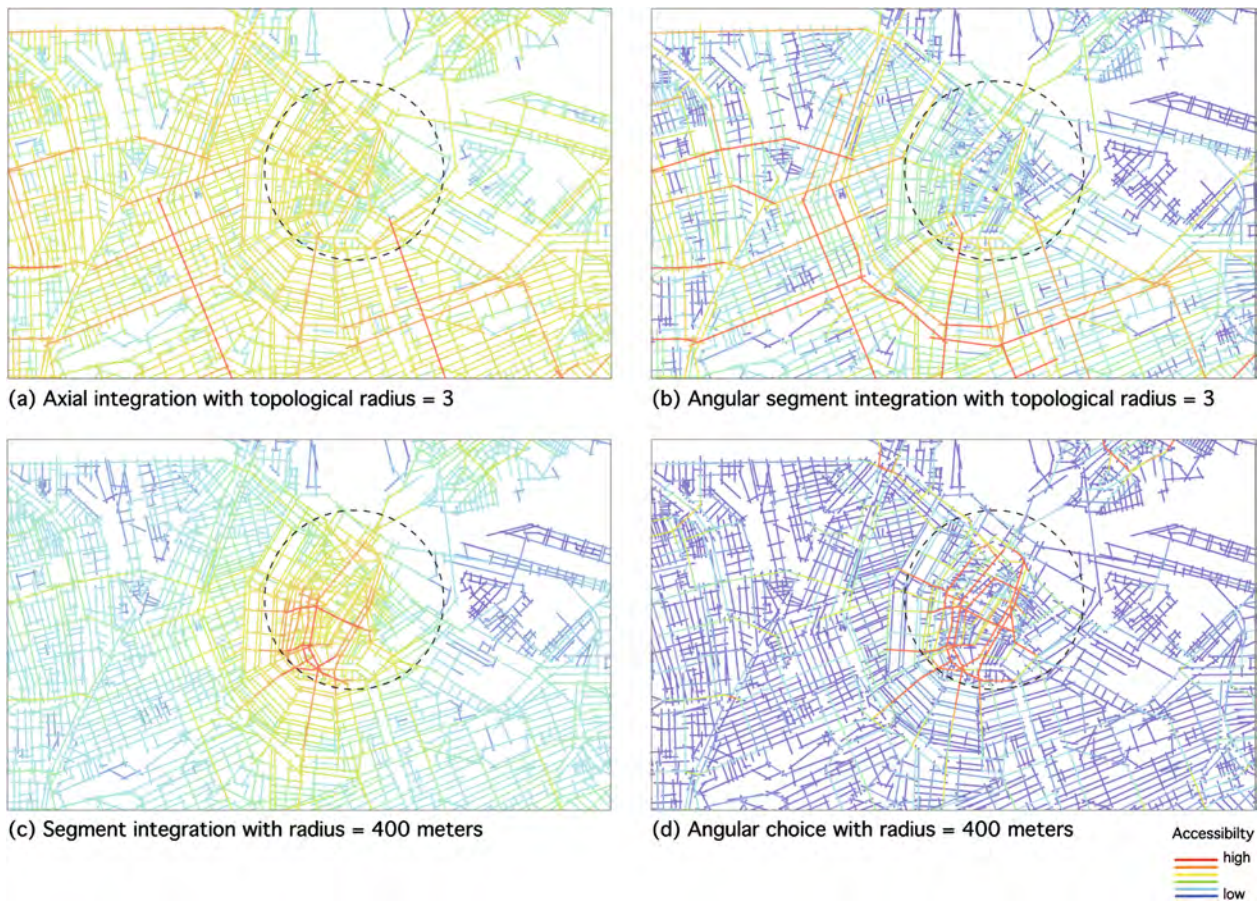 (a) Axial integration with topological radius = 3
(b) Angular segment integration with topological radius = 3
(c) Segment integration with radius = 400 meters
(d) Angular choice with radius = 400 meters
Accessibilty
high
low